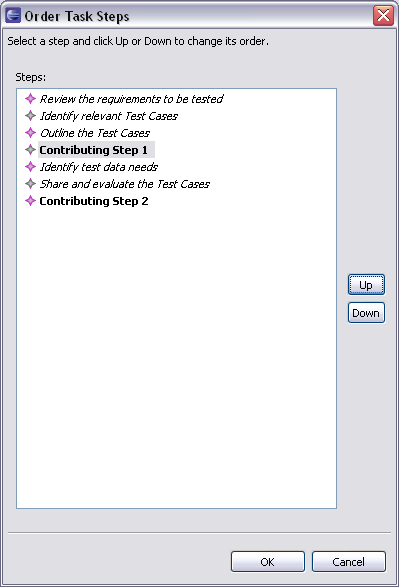 Order Task Steps
Select a step and click Up or Down to change its order.
Steps:
Review the requirements to be tested
Identify relevant Test Cases
Outline the Test Cases
Contributing Step 1
Identify test data needs
Share and evaluate the Test Cases
Contributing Step 2
Up
Down
OK
Cancel